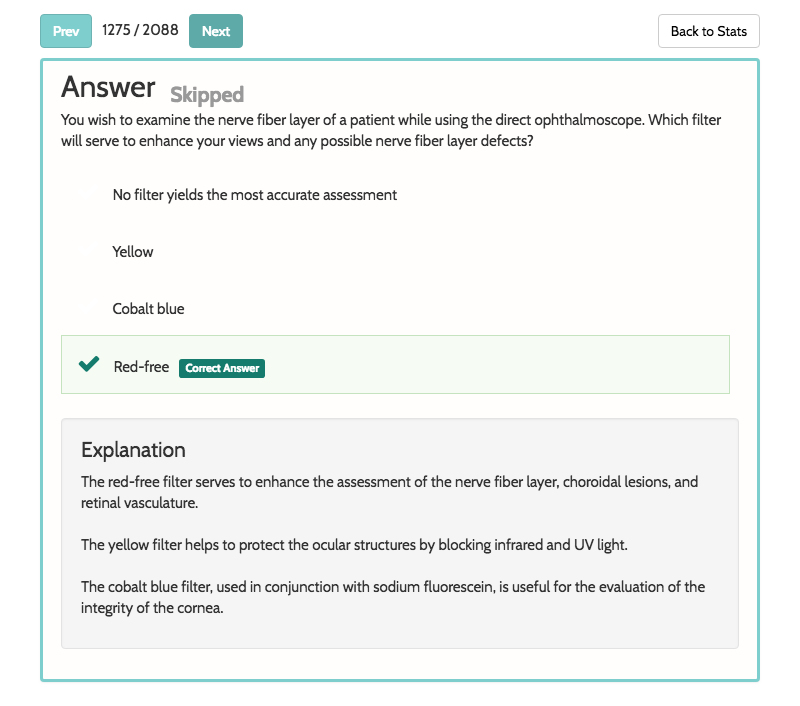 Prev 1275 / 2088 Next Back to Stats
Answer Skipped
You wish to examine the nerve fiber layer of a patient while using the direct ophthalmoscope. Which filter
will serve to enhance your views and any possible nerve fiber layer defects?
No filter yields the most accurate assessment
Yellow
Cobalt blue
Red-free Correct Answer
Explanation
The red-free filter serves to enhance the assessment of the nerve fiber layer, choroidal lesions, and
retinal vasculature.
The yellow filter helps to protect the ocular structures by blocking infrared and UV light.
The cobalt blue filter, used in conjunction with sodium fluorescein, is useful for the evaluation of the
integrity of the cornea.